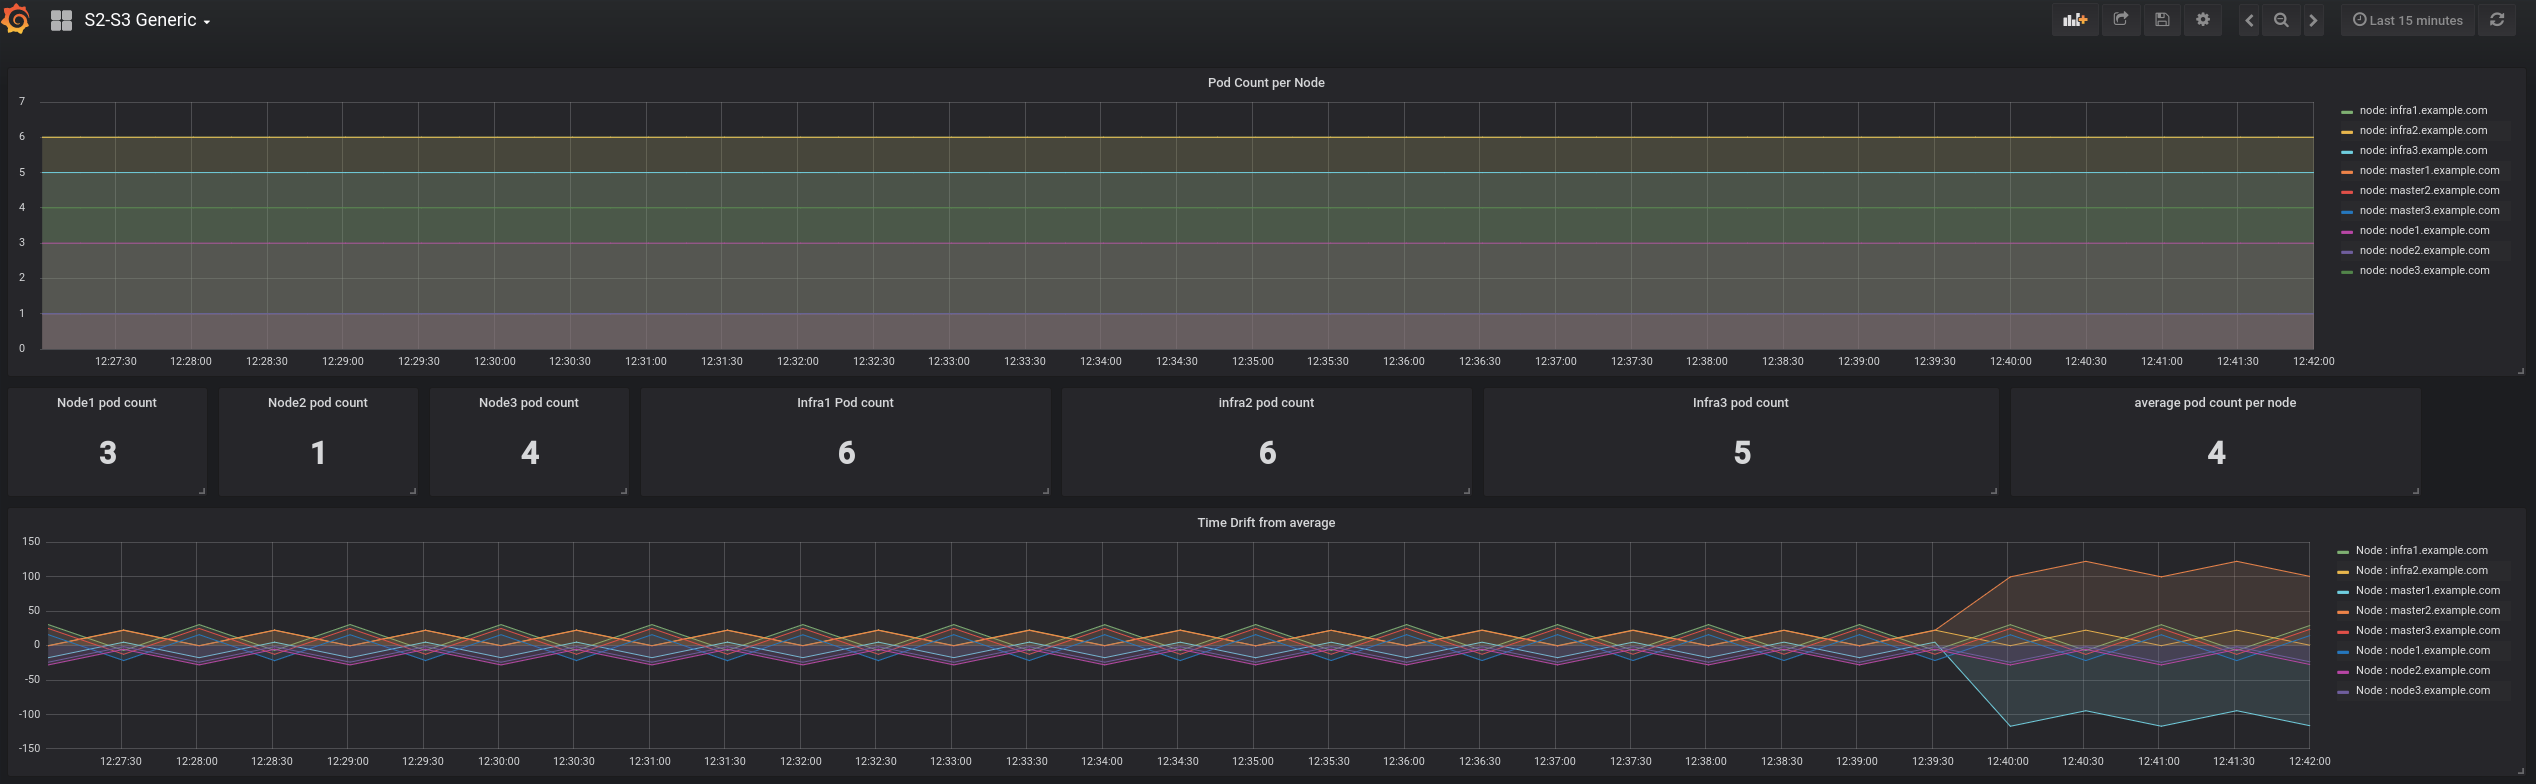 S2-S3 Generic
Last 15 minutes
Pod Count per Node
7
6
5
4
3
2
1
0
12:27:30 12:28:00 12:28:30 12:29:00 12:29:30 12:30:00 12:30:30 12:31:00 12:31:30 12:32:00 12:32:30 12:33:00 12:33:30 12:34:00 12:34:30 12:35:00 12:35:30 12:36:00 12:36:30 12:37:00 12:37:30 12:38:00 12:38:30 12:39:00 12:39:30 12:40:00 12:40:30 12:41:00 12:41:30 12:42:00
node: infra1.example.com
node: infra2.example.com
node: infra3.example.com
node: master1.example.com
node: master2.example.com
node: master3.example.com
node: node1.example.com
node: node2.example.com
node: node3.example.com
Node1 pod count
3
Node2 pod count
1
Node3 pod count
4
Infra1 Pod count
6
infra2 pod count
6
Infra3 pod count
5
average pod count per node
4
Time Drift from average
150
100
50
0
-50
-100
-150
12:27:30 12:28:00 12:28:30 12:29:00 12:29:30 12:30:00 12:30:30 12:31:00 12:31:30 12:32:00 12:32:30 12:33:00 12:33:30 12:34:00 12:34:30 12:35:00 12:35:30 12:36:00 12:36:30 12:37:00 12:37:30 12:38:00 12:38:30 12:39:00 12:39:30 12:40:00 12:40:30 12:41:00 12:41:30 12:42:00
Node : infra1.example.com
Node : infra2.example.com
Node : master1.example.com
Node : master2.example.com
Node : master3.example.com
Node : node1.example.com
Node : node2.example.com
Node : node3.example.com